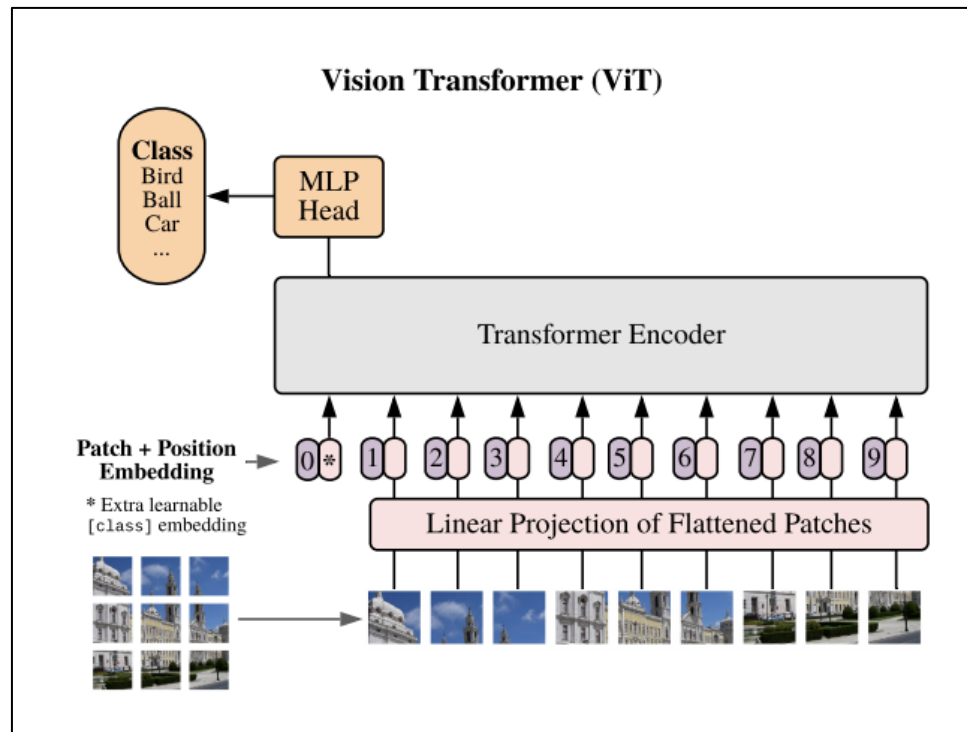 Vision Transformer (ViT)
Class
Bird
Ball
Car
...
MLP
Head
Transformer Encoder
Patch + Position
Embedding
0 * 1 2 3 4 5 6 7 8 9
* Extra learnable
[class] embedding
Linear Projection of Flattened Patches